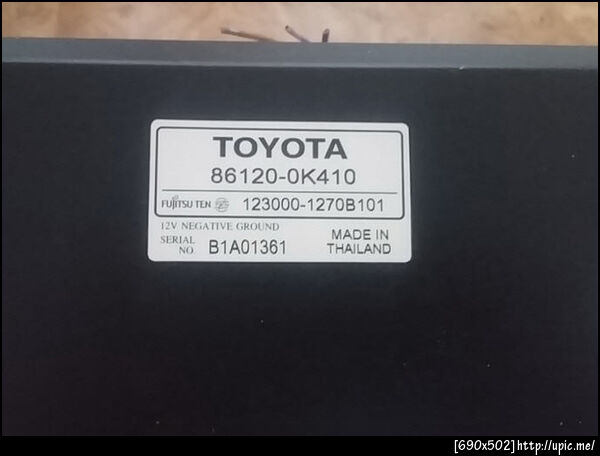 TOYOTA
86120-0K410
FUJITSU TEN 123000-1270B101
12V NEGATIVE GROUND
SERIAL NO. B1A01361
MADE IN
THAILAND
[690x502]http://upic.me/